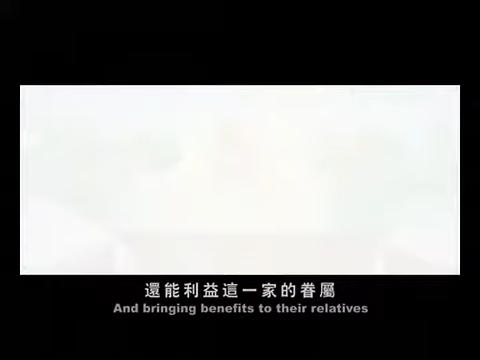 還能利益這一家的眷屬
And bringing benefits to their relatives